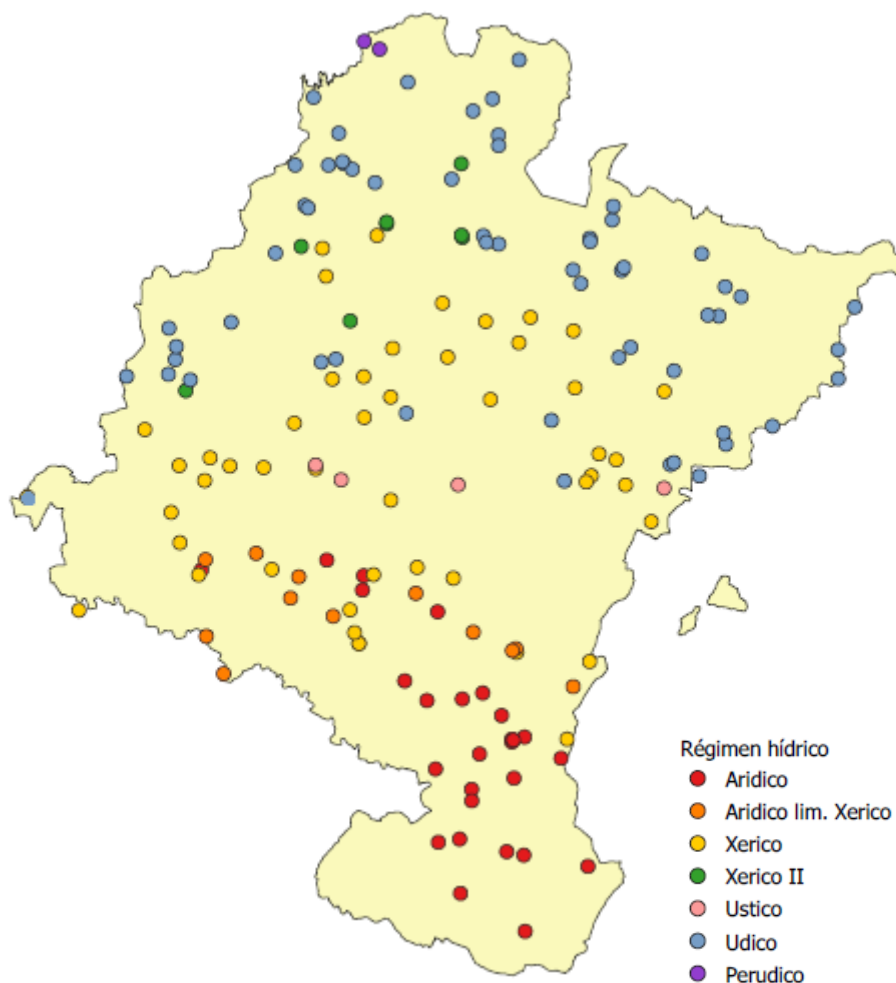 Régimen hídrico
Aridico
Aridico lim. Xerico
Xerico
Xerico II
Ustico
Udico
Perudico